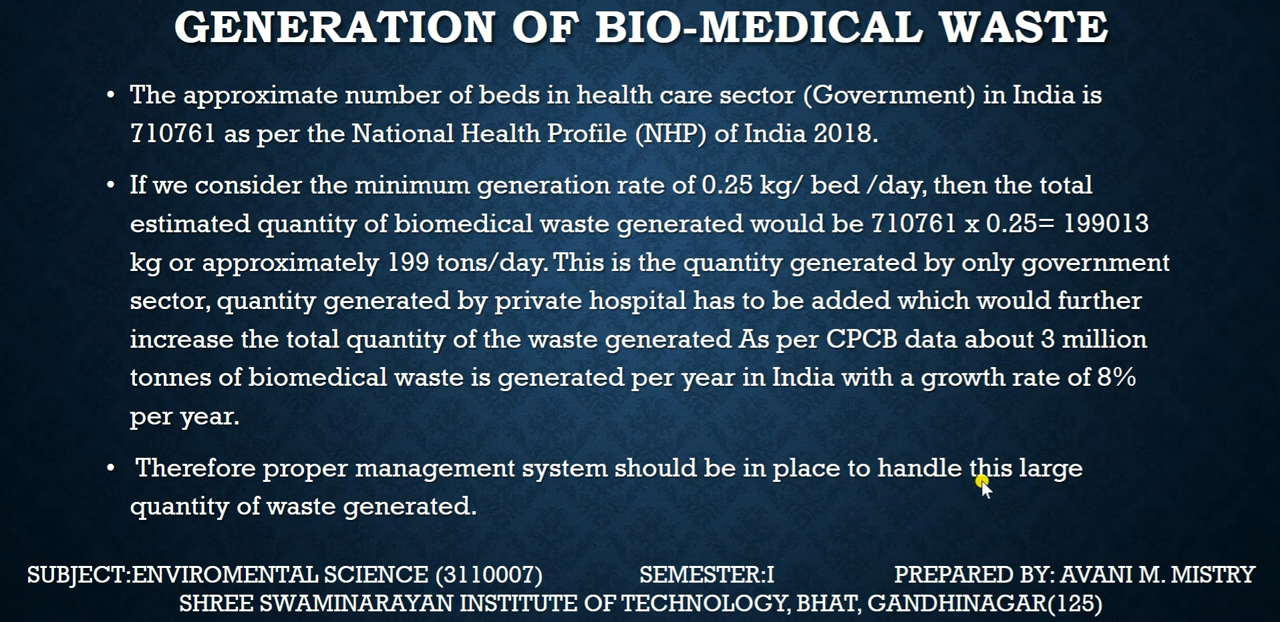 GENERATION OF BIO-MEDICAL WASTE
• The approximate number of beds in health care sector (Government) in India is
710761 as per the National Health Profile (NHP) of India 2018.
• If we consider the minimum generation rate of 0.25 kg/ bed /day, then the total
estimated quantity of biomedical waste generated would be 710761 x 0.25= 199013
kg or approximately 199 tons/day. This is the quantity generated by only government
sector, quantity generated by private hospital has to be added which would further
increase the total quantity of the waste generated As per CPCB data about 3 million
tonnes of biomedical waste is generated per year in India with a growth rate of 8%
per year.
• Therefore proper management system should be in place to handle this large
quantity of waste generated.
SUBJECT:ENVIROMENTAL SCIENCE (3110007) SEMESTER:I PREPARED BY: AVANI M. MISTRY
SHREE SWAMINARAYAN INSTITUTE OF TECHNOLOGY, BHAT, GANDHINAGAR(125)